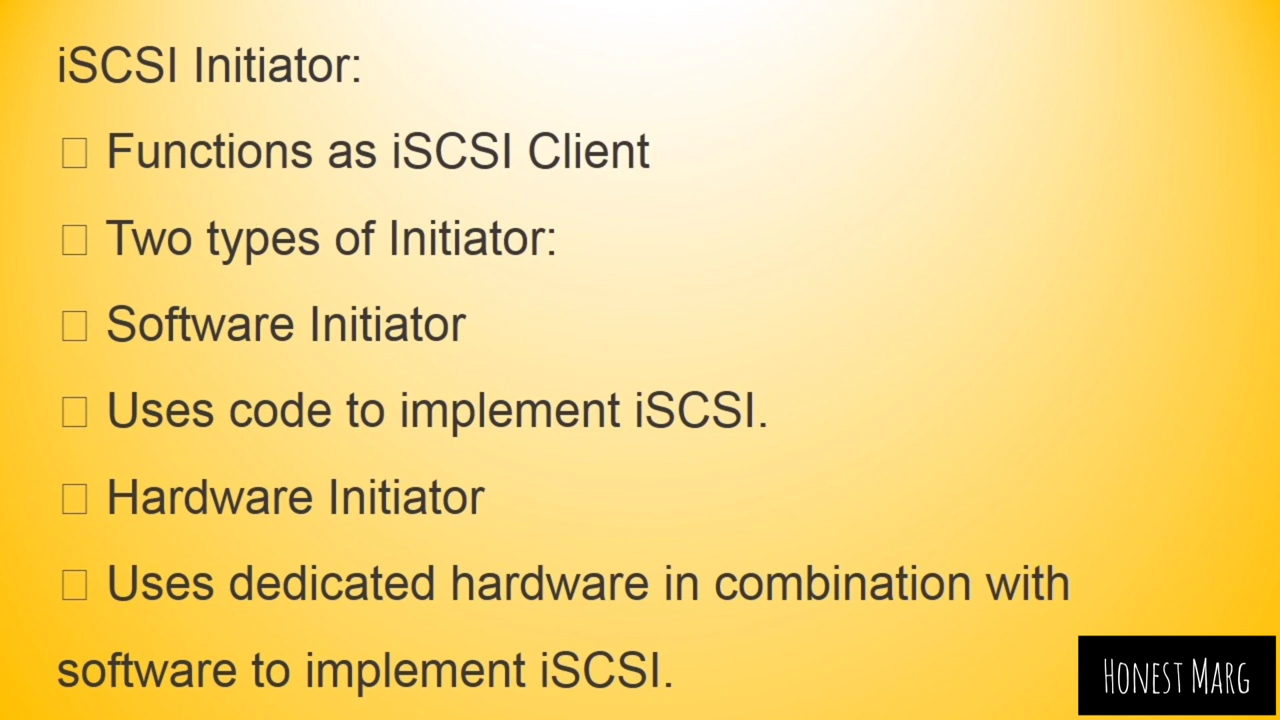 iSCSI Initiator:
□ Functions as iSCSI Client
□ Two types of Initiator:
□ Software Initiator
□ Uses code to implement iSCSI.
□ Hardware Initiator
□ Uses dedicated hardware in combination with
software to implement iSCSI.
HONEST MARG